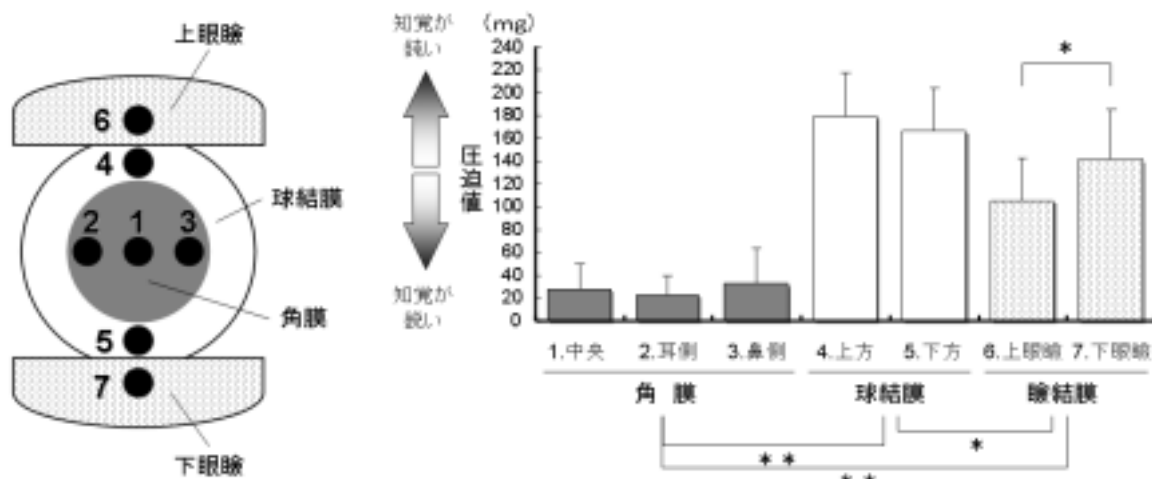 上眼瞼
6
4
球結膜
2 1 3
角膜
5
7
下眼瞼
知覚が
鈍い
知覚が
鋭い
圧迫値
(mg)
240
220
200
180
160
140
120
100
80
60
40
20
0
*
1.中央 2.耳側 3.鼻側 4.上方 5.下方 6.上眼瞼 7.下眼瞼
角 膜 球結膜 瞼結膜
*
**
**